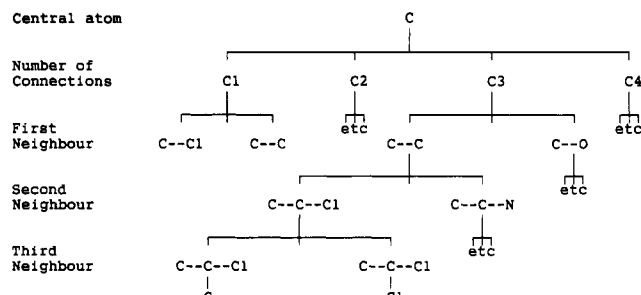 Central atom C
Number of
Connections C1 C2 C3 C4
First
Neighbour C--Cl C--C etc C--C C--O etc
Second
Neighbour C--C--Cl C--C--N etc
Third
Neighbour C--C--Cl C--C--Cl etc
C Cl